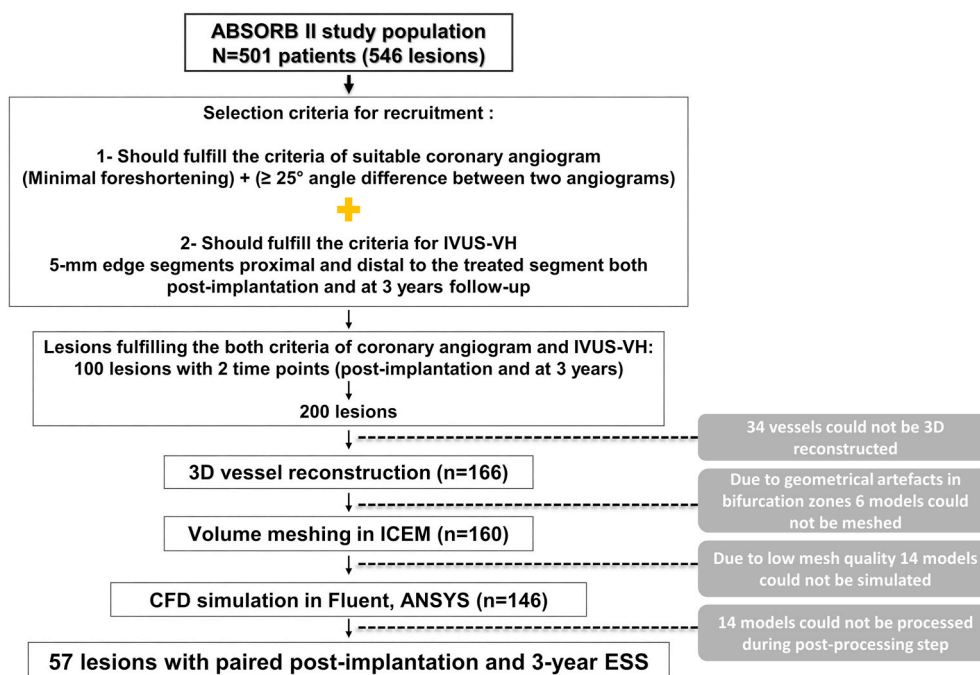 ABSORB II study population
N=501 patients (546 lesions)
Selection criteria for recruitment :
1- Should fulfill the criteria of suitable coronary angiogram
(Minimal foreshortening) + (≥ 25° angle difference between two angiograms)
2- Should fulfill the criteria for IVUS-VH
5-mm edge segments proximal and distal to the treated segment both
post-implantation and at 3 years follow-up
Lesions fulfilling the both criteria of coronary angiogram and IVUS-VH:
100 lesions with 2 time points (post-implantation and at 3 years)
200 lesions
34 vessels could not be 3D
reconstructed
3D vessel reconstruction (n=166)
Due to geometrical artefacts in
bifurcation zones 6 models could
not be meshed
Volume meshing in ICEM (n=160)
Due to low mesh quality 14 models
could not be simulated
CFD simulation in Fluent, ANSYS (n=146)
14 models could not be processed
during post-processing step
57 lesions with paired post-implantation and 3-year ESS